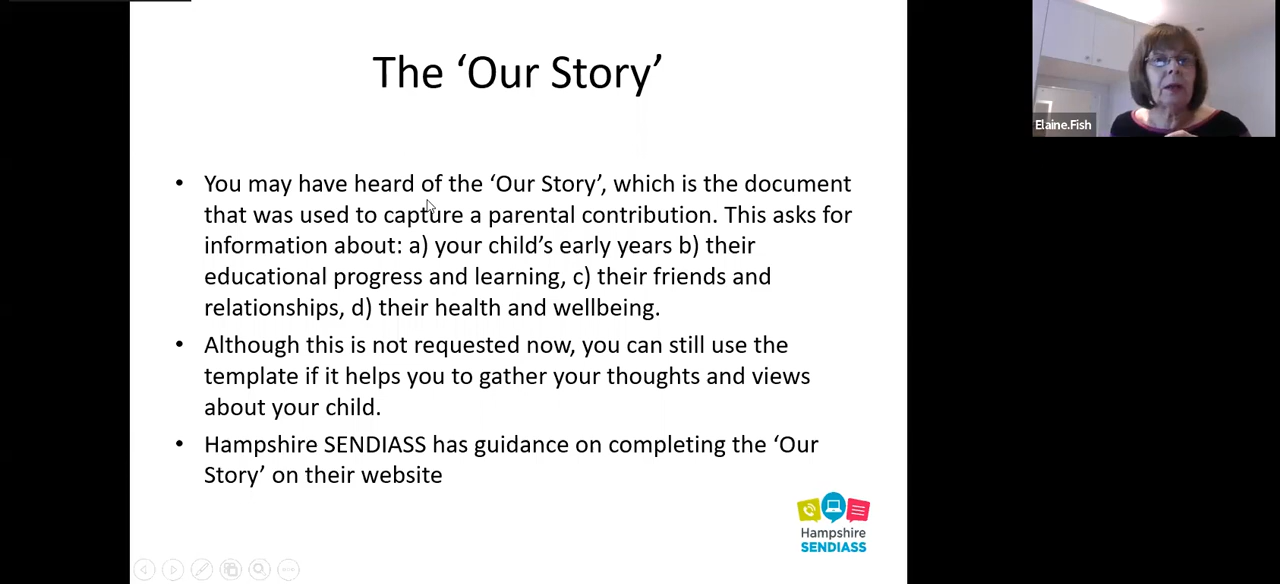 The ‘Our Story’
Elaine.Fish
• You may have heard of the ‘Our Story’, which is the document
that was used to capture a parental contribution. This asks for
information about: a) your child’s early years b) their
educational progress and learning, c) their friends and
relationships, d) their health and wellbeing.
• Although this is not requested now, you can still use the
template if it helps you to gather your thoughts and views
about your child.
• Hampshire SENDIASS has guidance on completing the ‘Our
Story’ on their website
Hampshire
SENDIASS